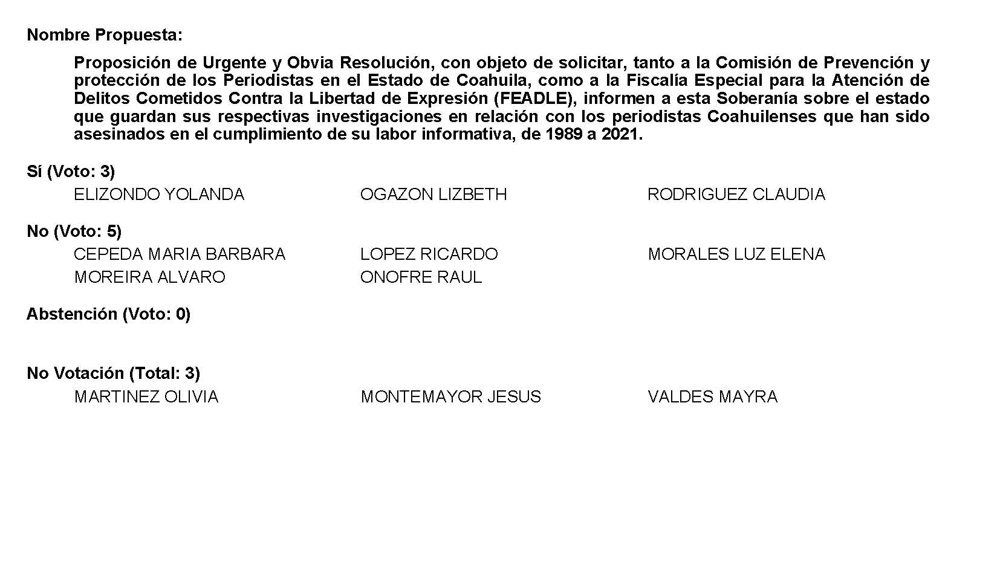 Nombre Propuesta:
Proposición de Urgente y Obvia Resolución, con objeto de solicitar, tanto a la Comisión de Prevención y
protección de los Periodistas en el Estado de Coahuila, como a la Fiscalía Especial para la Atención de
Delitos Cometidos Contra la Libertad de Expresión (FEADLE), informen a esta Soberanía sobre el estado
que guardan sus respectivas investigaciones en relación con los periodistas Coahuilenses que han sido
asesinados en el cumplimiento de su labor informativa, de 1989 a 2021.
Sí (Voto: 3)
ELIZONDO YOLANDA OGAZON LIZBETH RODRIGUEZ CLAUDIA
No (Voto: 5)
CEPEDA MARIA BARBARA LOPEZ RICARDO MORALES LUZ ELENA
MOREIRA ALVARO ONOFRE RAUL
Abstención (Voto: 0)
No Votación (Total: 3)
MARTINEZ OLIVIA MONTEMAYOR JESUS VALDES MAYRA